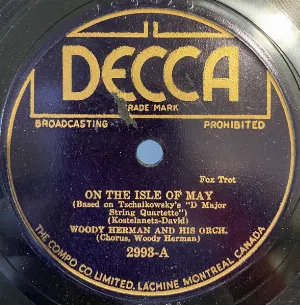 DECCA
TRADE MARK
BROADCASTING PROHIBITED
Fox Trot
ON THE ISLE OF MAY
(Based on Tschaikowsky's "D Major
String Quartette")
(Kostelanetz-David)
WOODY HERMAN AND HIS ORCH.
(Chorus, Woody Herman)
2993-A
THE COMPO CO. LIMITED, LACHINE MONTREAL CANADA